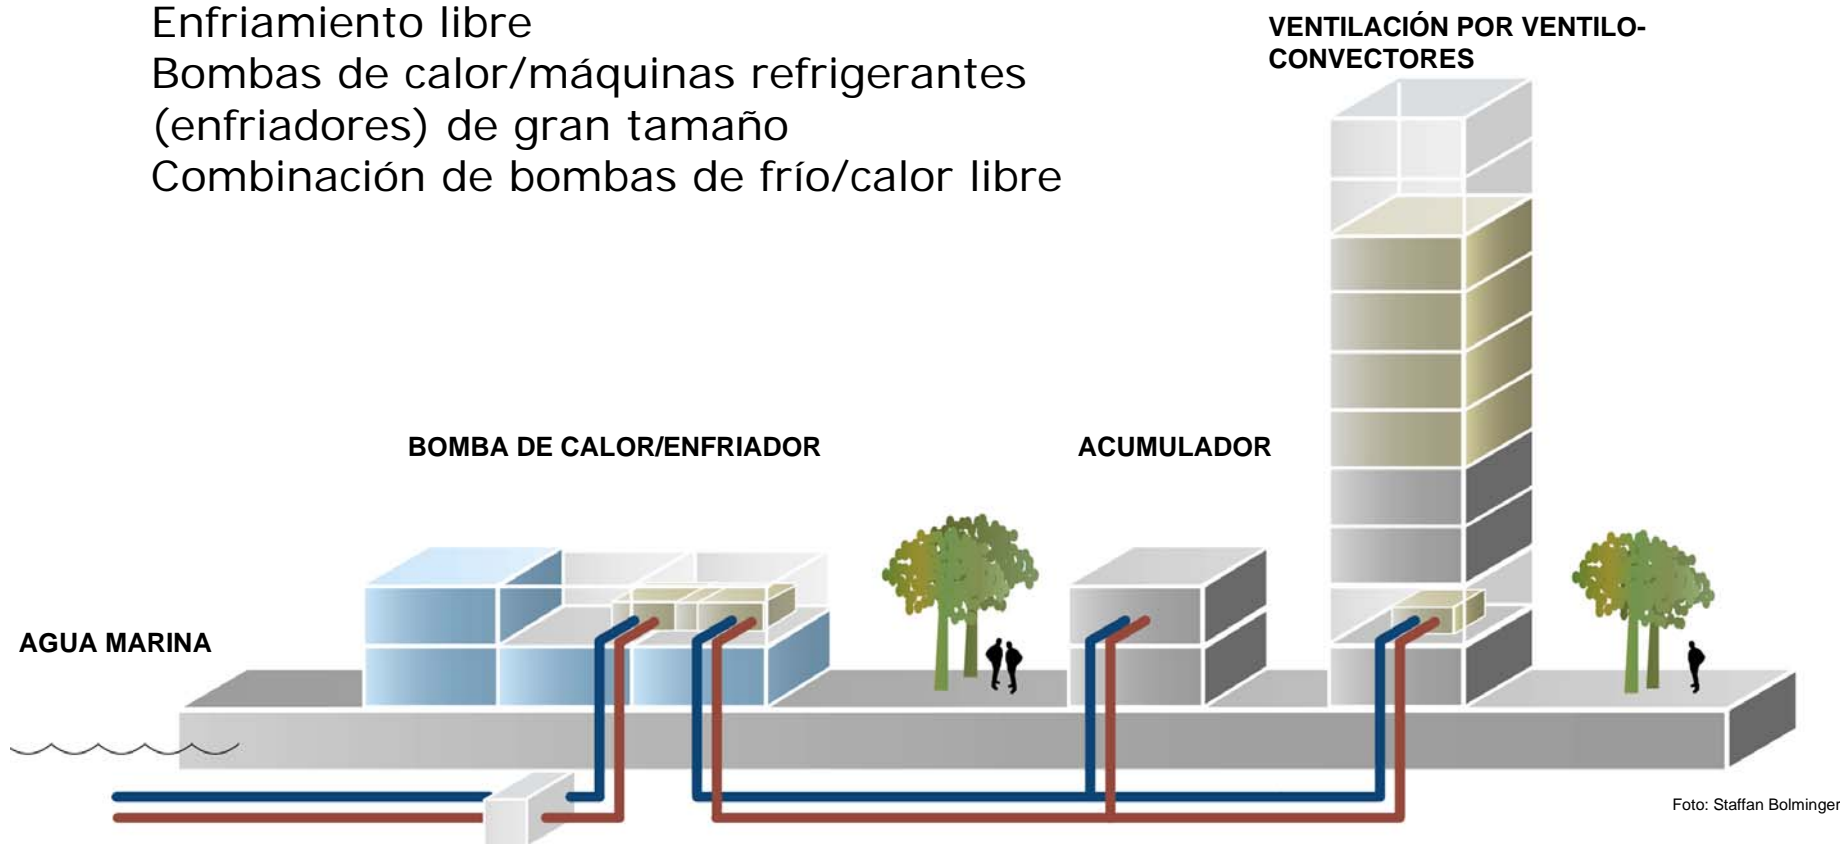 Enfriamiento libre
Bombas de calor/máquinas refrigerantes
(enfriadores) de gran tamaño
Combinación de bombas de frío/calor libre
VENTILACIÓN POR VENTILO-
CONVECTORES
BOMBA DE CALOR/ENFRIADOR
ACUMULADOR
AGUA MARINA
Foto: Staffan Bolminger